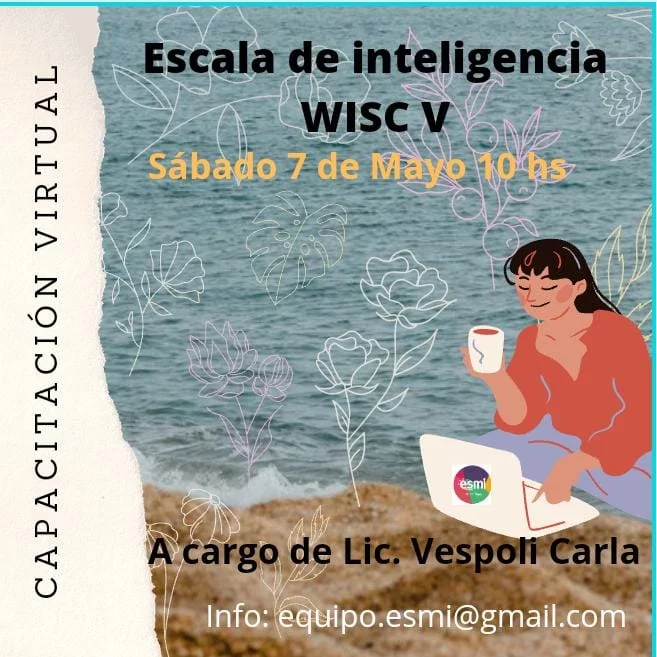 CAPACITACIÓN VIRTUAL
Escala de inteligencia
WISC V
Sábado 7 de Mayo 10 hs
esmi
A cargo de Lic. Vespoli Carla
Info: equipo.esmi@gmail.com